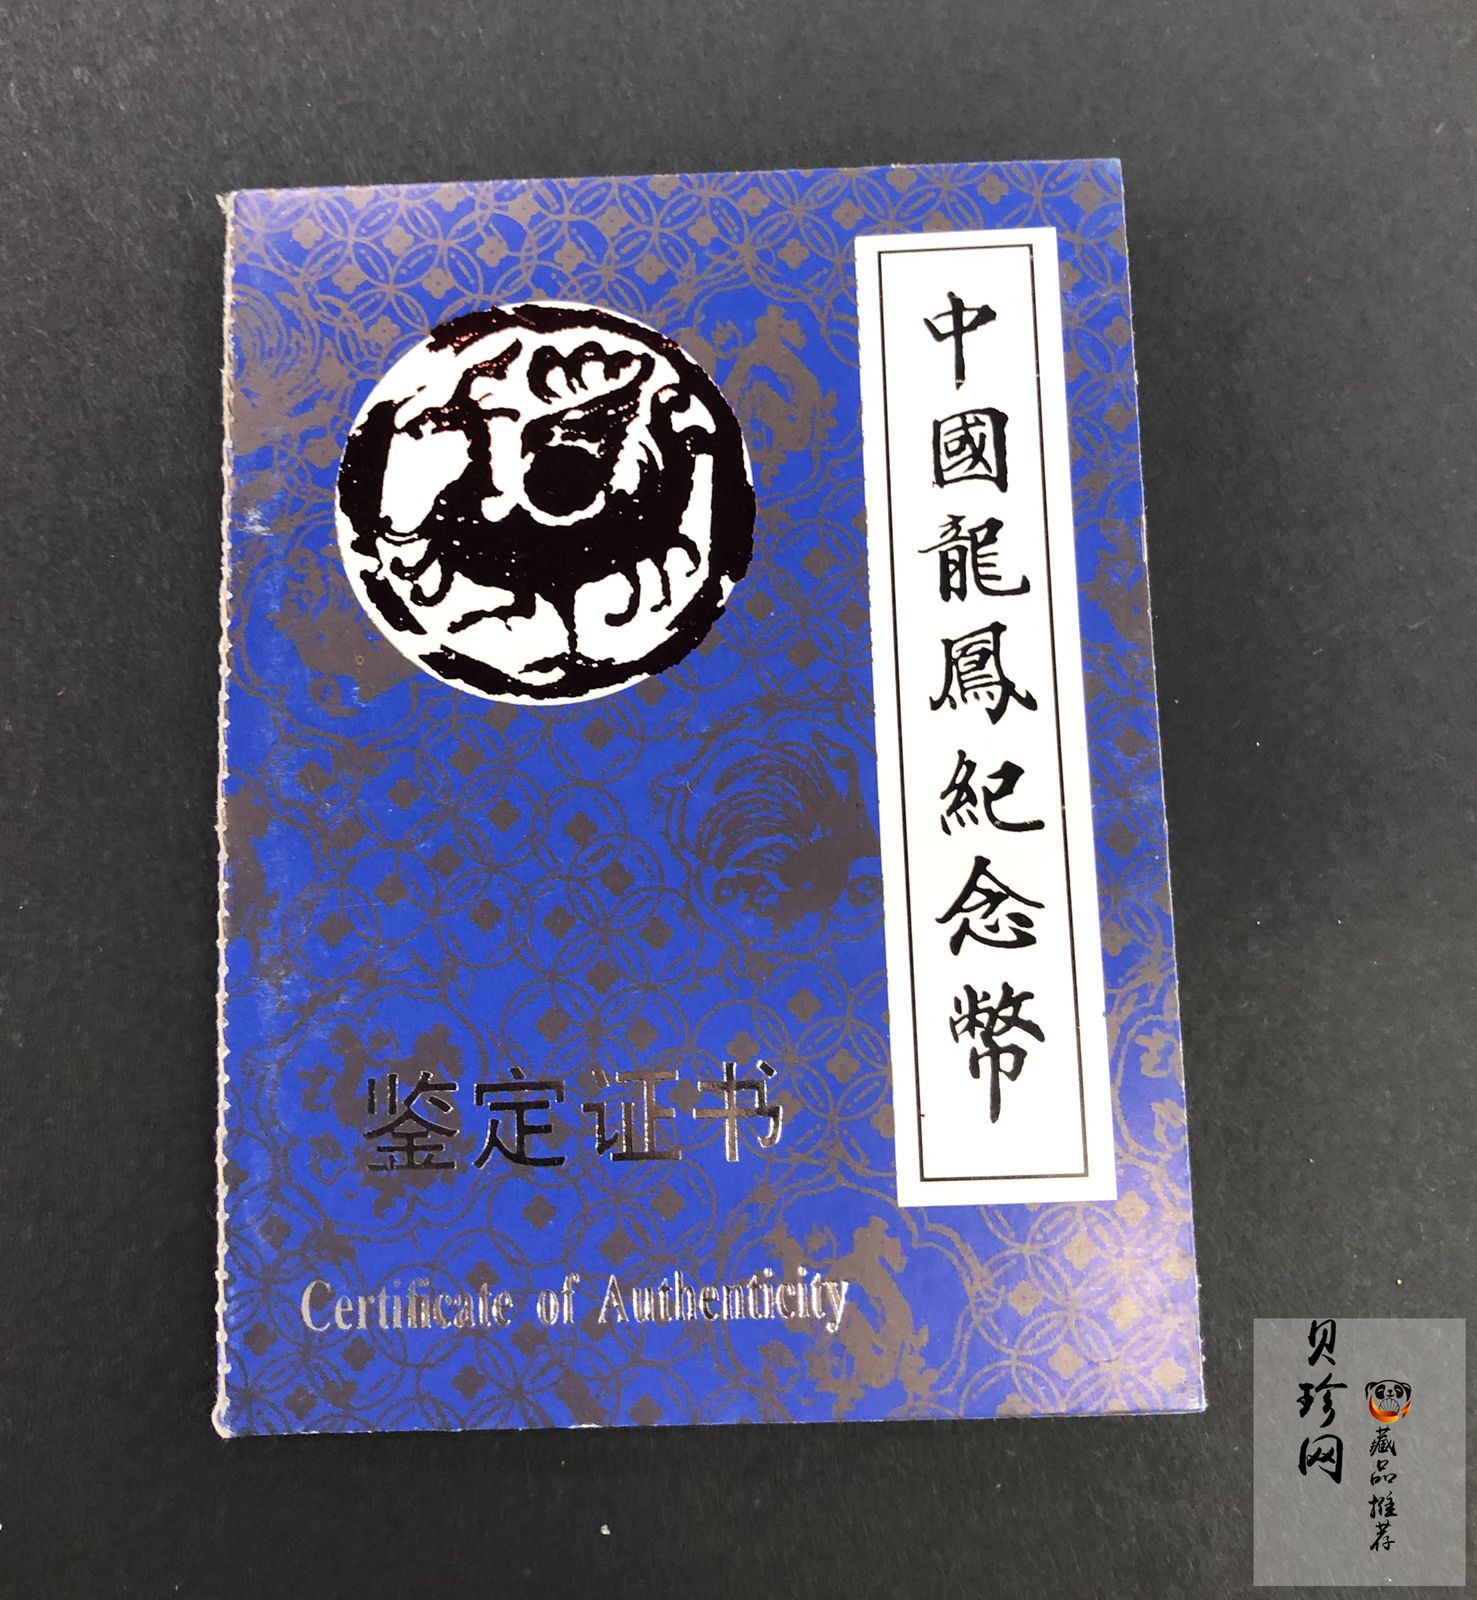 中國龍鳳紀念幣
鉴定证书
Certificate of Authenticity
贝珍网
藏品推荐